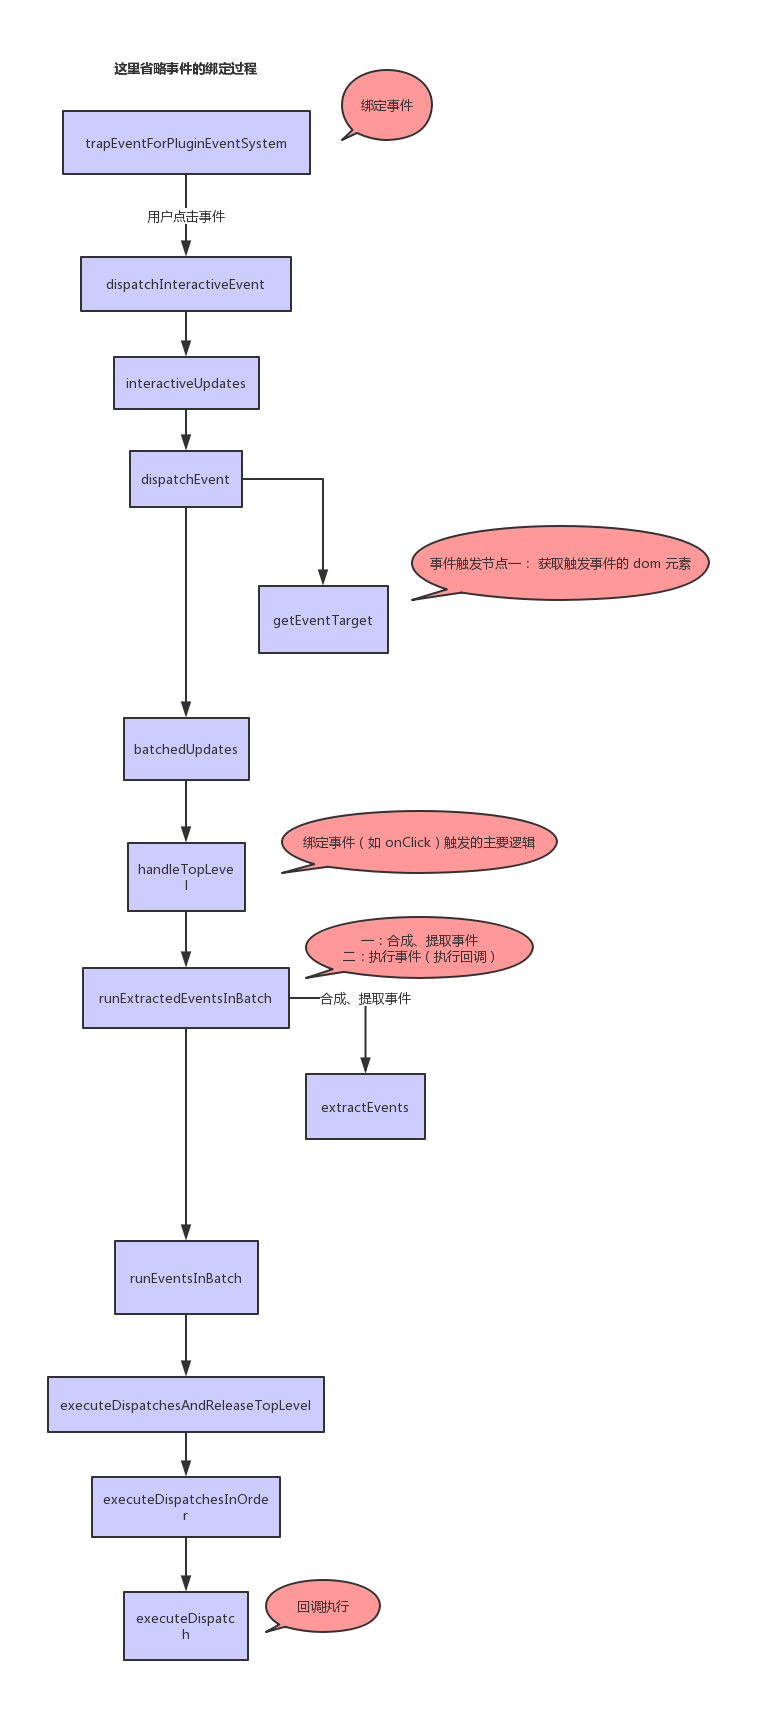 这里省略事件的绑定过程
绑定事件
trapEventForPluginEventSystem
用户点击事件
dispatchInteractiveEvent
interactiveUpdates
dispatchEvent
事件触发节点一： 获取触发事件的 dom 元素
getEventTarget
batchedUpdates
绑定事件（如 onClick）触发的主要逻辑
handleTopLeve
l
一：合成、提取事件
二：执行事件（执行回调）
runExtractedEventsInBatch
合成、提取事件
extractEvents
runEventsInBatch
executeDispatchesAndReleaseTopLevel
executeDispatchesInOrde
r
回调执行
executeDispatc
h